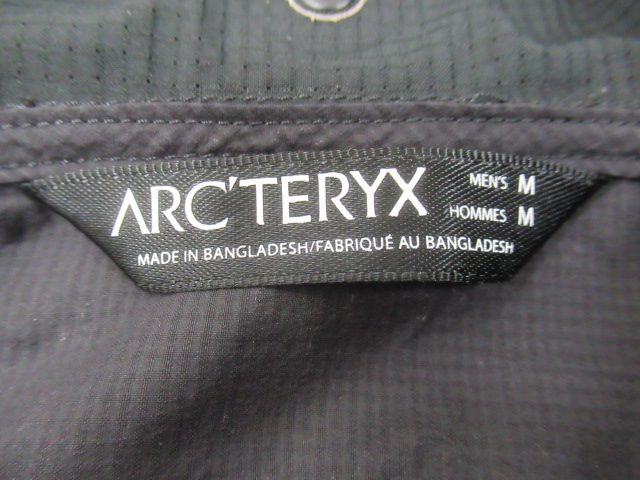 ARC'TERYX
MEN'S M
HOMMES M
MADE IN BANGLADESH/FABRIQUÉ AU BANGLADESH